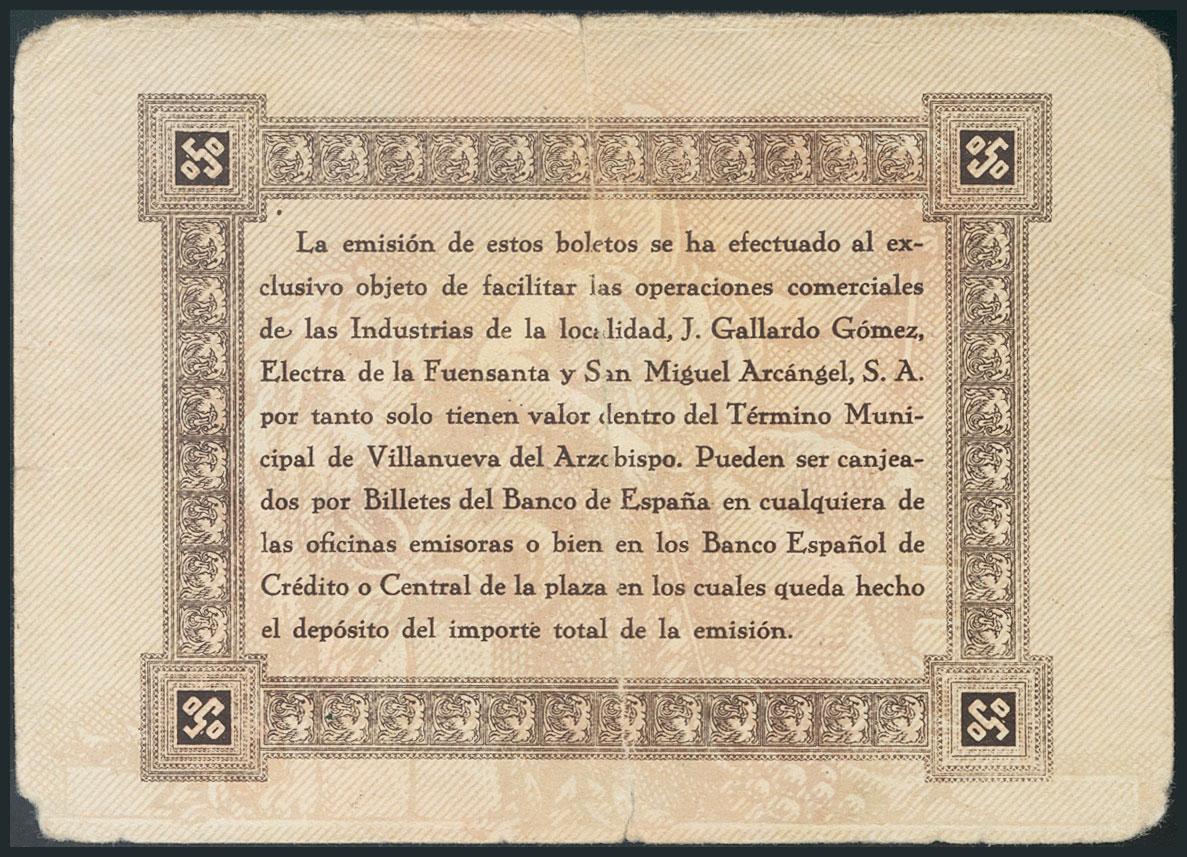 La emisión de estos boletos se ha efectuado al ex-
clusivo objeto de facilitar las operaciones comerciales
de las Industrias de la localidad, J. Gallardo Gómez,
Electra de la Fuensanta y San Miguel Arcángel, S. A.
por tanto solo tienen valor dentro del Término Muni-
cipal de Villanueva del Arzobispo. Pueden ser canjea-
dos por Billetes del Banco de España en cualquiera de
las oficinas emisoras o bien en los Banco Español de
Crédito o Central de la plaza en los cuales queda hecho
el depósito del importe total de la emisión.